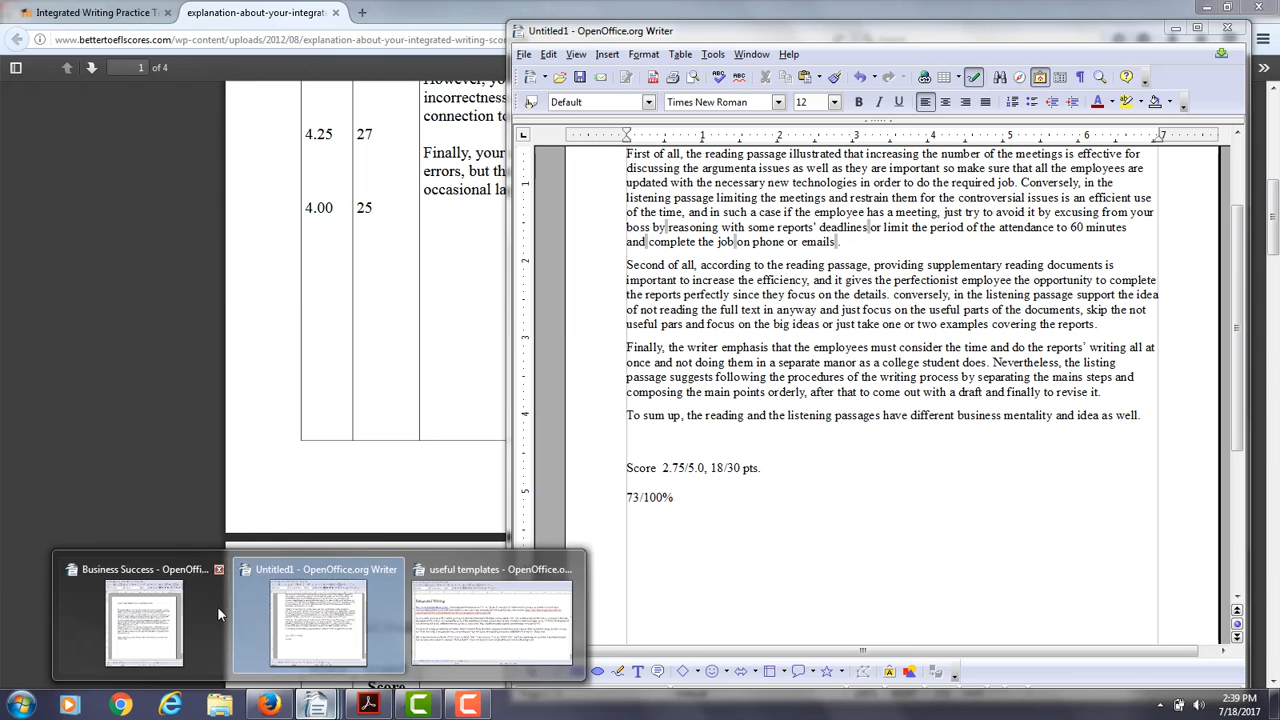 Integrated Writing Practice Te
explanation-about-your-integrat
www.bettertoeflscores.com/wp-content/uploads/2012/08/explanation-about-your-integrated-writing-sco
1 of 4
However, yo
incorrectness
connection to
4.25 27
Finally, your
errors, but th
occasional la
4.00 25
Untitled1 - OpenOffice.org Writer
File Edit View Insert Format Table Tools Window Help
Default Times New Roman 12
1 2 3 4 5 6 7
First of all, the reading passage illustrated that increasing the number of the meetings is effective for
discussing the argumenta issues as well as they are important so make sure that all the employees are
updated with the necessary new technologies in order to do the required job. Conversely, in the
listening passage limiting the meetings and restrain them for the controversial issues is an efficient use
of the time, and in such a case if the employee has a meeting, just try to avoid it by excusing from your
boss by reasoning with some reports' deadlines or limit the period of the attendance to 60 minutes
and complete the job on phone or emails .
Second of all, according to the reading passage, providing supplementary reading documents is
important to increase the efficiency, and it gives the perfectionist employee the opportunity to complete
the reports perfectly since they focus on the details. conversely, in the listening passage support the idea
of not reading the full text in anyway and just focus on the useful parts of the documents, skip the not
useful pars and focus on the big ideas or just take one or two examples covering the reports.
Finally, the writer emphasis that the employees must consider the time and do the reports' writing all at
once and not doing them in a separate manor as a college student does. Nevertheless, the listing
passage suggests following the procedures of the writing process by separating the mains steps and
composing the main points orderly, after that to come out with a draft and finally to revise it.
To sum up, the reading and the listening passages have different business mentality and idea as well.
Score 2.75/5.0, 18/30 pts.
73/100%
1
2
3
4
5
Business Success - OpenOffi...
Untitled1 - OpenOffice.org Writer
useful templates - OpenOffice.o...
Integrated Writing
Score
2:39 PM
7/18/2017